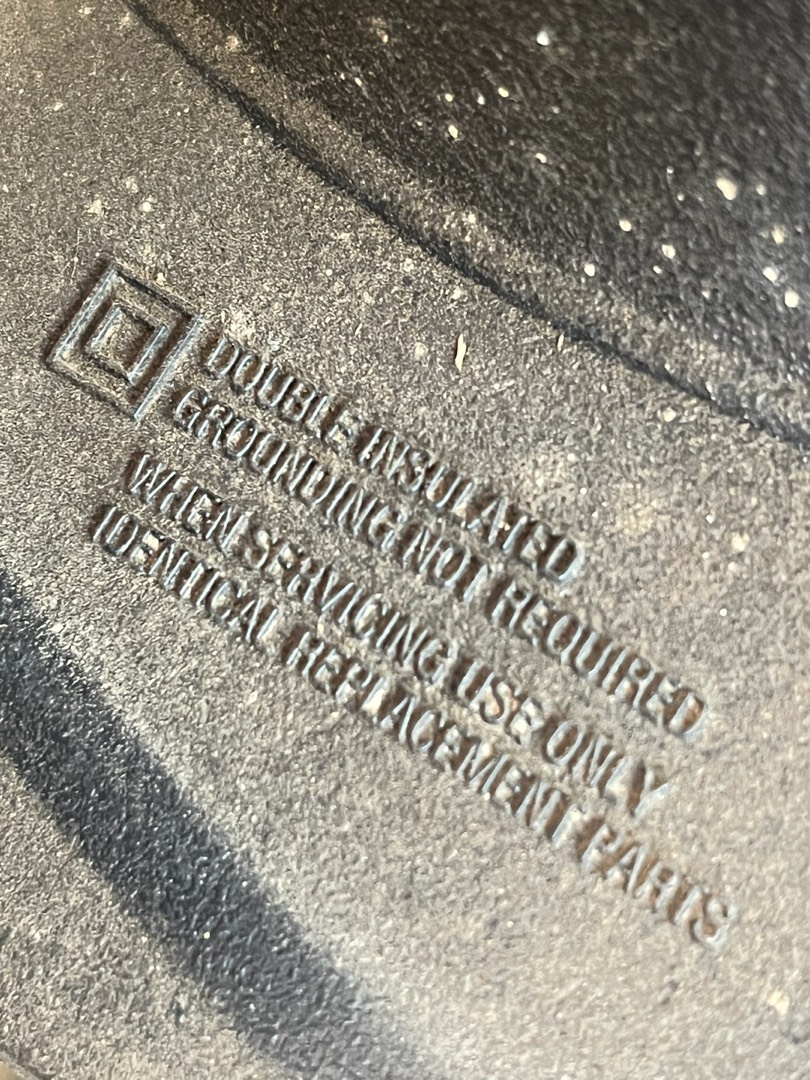 DOUBLE INSULATED
GROUNDING NOT REQUIRED
WHEN SERVICING USE ONLY
IDENTICAL REPLACEMENT PARTS